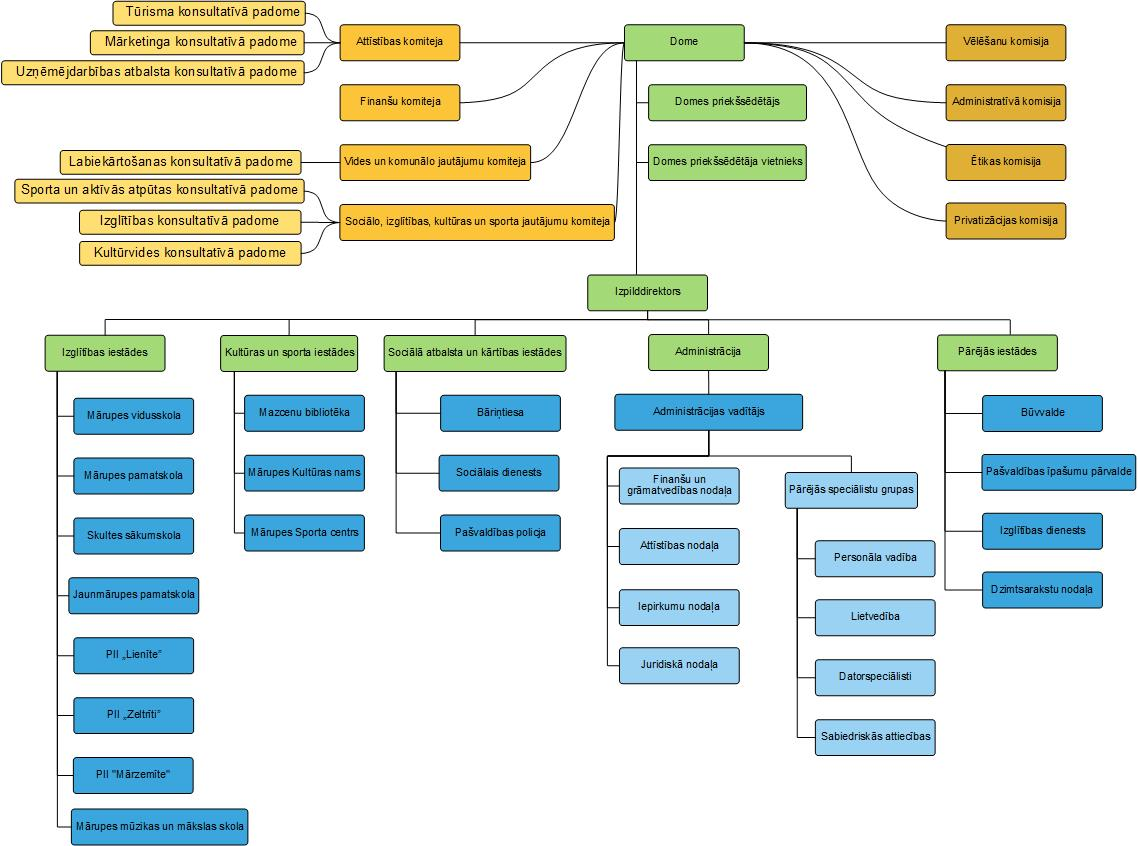 Tūrisma konsultatīvā padome
Mārketinga konsultatīvā padome
Uzņēmējdarbības atbalsta konsultatīvā padome
Attīstības komiteja
Dome
Vēlēšanu komisija
Finanšu komiteja
Domes priekšsēdētājs
Administratīvā komisija
Labiekārtošanas konsultatīvā padome
Vides un komunālo jautājumu komiteja
Domes priekšsēdētāja vietnieks
Ētikas komisija
Sporta un aktīvās atpūtas konsultatīvā padome
Izglītības konsultatīvā padome
Kultūrvides konsultatīvā padome
Sociālo, izglītības, kultūras un sporta jautājumu komiteja
Privatizācijas komisija
Izpilddirektors
Izglītības iestādes
Kultūras un sporta iestādes
Sociālā atbalsta un kārtības iestādes
Administrācija
Pārējās iestādes
Mārupes vidusskola
Mārupes pamatskola
Skultes sākumskola
Jaunmārupes pamatskola
PII „Lienīte”
PII „Zeltrīti”
PII "Mārzemīte"
Mārupes mūzikas un mākslas skola
Mazcenu bibliotēka
Mārupes Kultūras nams
Mārupes Sporta centrs
Bāriņtiesa
Sociālais dienests
Pašvaldības policja
Administrācijas vadītājs
Finanšu un
grāmatvedības nodaļa
Attīstības nodaļa
Iepirkumu nodaļa
Juridiskā nodaļa
Pārējās speciālistu grupas
Personāla vadība
Lietvedība
Datorspeciālisti
Sabiedriskās attiecības
Būvvalde
Pašvaldības īpašumu pārvalde
Izglītības dienests
Dzimtsarakstu nodaļa